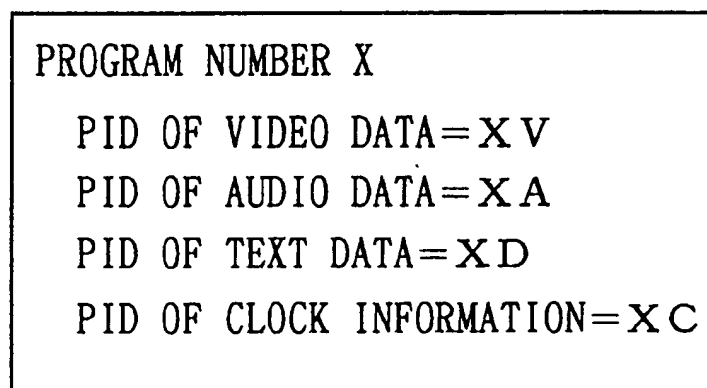 PROGRAM NUMBER X
PID OF VIDEO DATA=XV
PID OF AUDIO DATA=XA
PID OF TEXT DATA=XD
PID OF CLOCK INFORMATION=XC